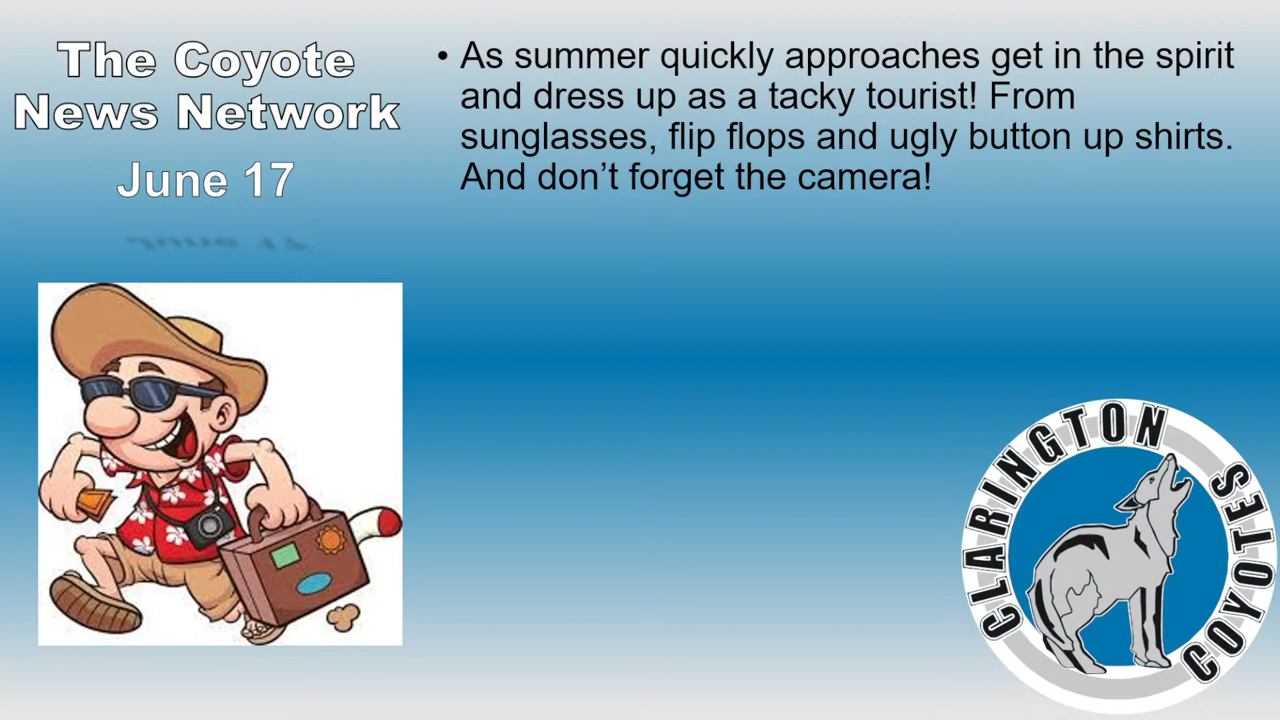 The Coyote
News Network
June 17
• As summer quickly approaches get in the spirit
and dress up as a tacky tourist! From
sunglasses, flip flops and ugly button up shirts.
And don’t forget the camera!
CLARINGTON
COYOTES